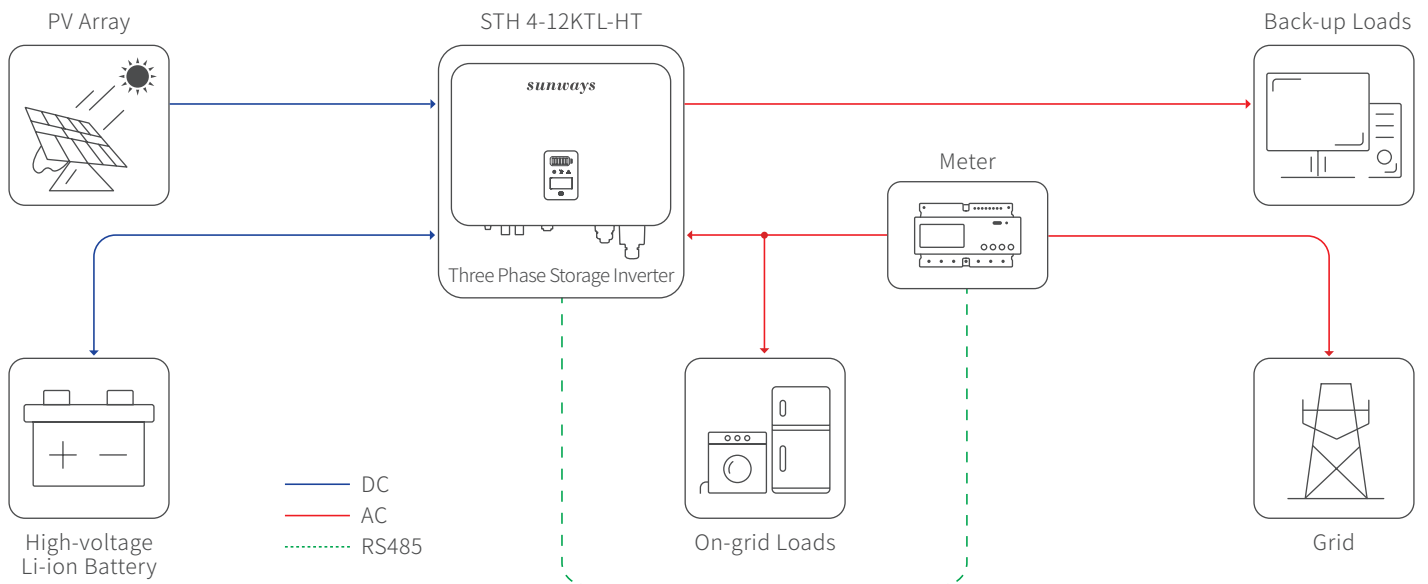 PV Array
STH 4-12KTL-HT
Back-up Loads
sunways
Meter
Three Phase Storage Inverter
DC
AC
RS485
High-voltage
Li-ion Battery
On-grid Loads
Grid